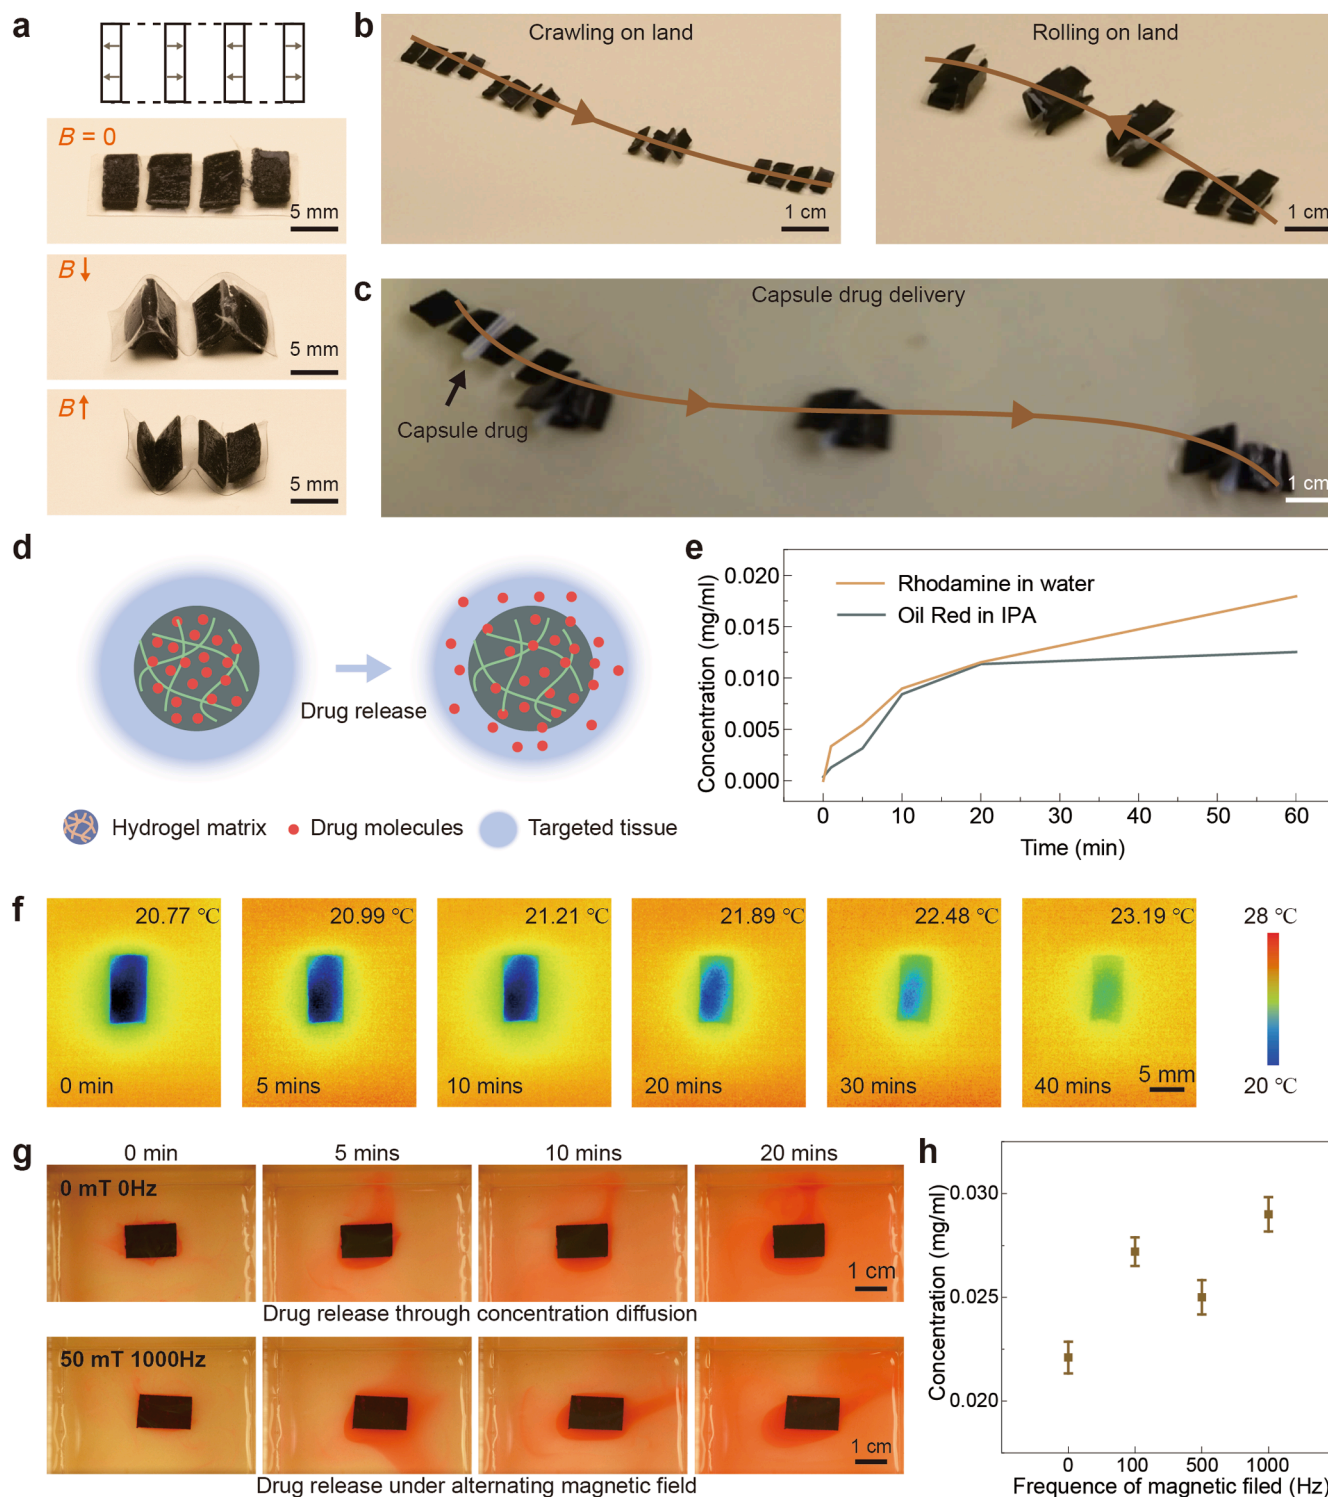 a
B = 0
5 mm
B↓
5 mm
B↑
5 mm
b
Crawling on land
1 cm
Rolling on land
1 cm
c
Capsule drug delivery
Capsule drug
1 cm
d
Drug release
Hydrogel matrix
Drug molecules
Targeted tissue
e
Concentration (mg/ml)
0.020
0.015
0.010
0.005
0.000
Rhodamine in water
Oil Red in IPA
0 10 20 30 40 50 60
Time (min)
f
20.77 ℃
0 min
20.99 ℃
5 mins
21.21 ℃
10 mins
21.89 ℃
20 mins
22.48 ℃
30 mins
23.19 ℃
40 mins
5 mm
28 ℃
20 ℃
g
0 min 5 mins 10 mins 20 mins
0 mT 0Hz
1 cm
Drug release through concentration diffusion
50 mT 1000Hz
1 cm
Drug release under alternating magnetic field
h
Concentration (mg/ml)
0.030
0.025
0.020
0 100 500 1000
Frequence of magnetic filed (Hz)